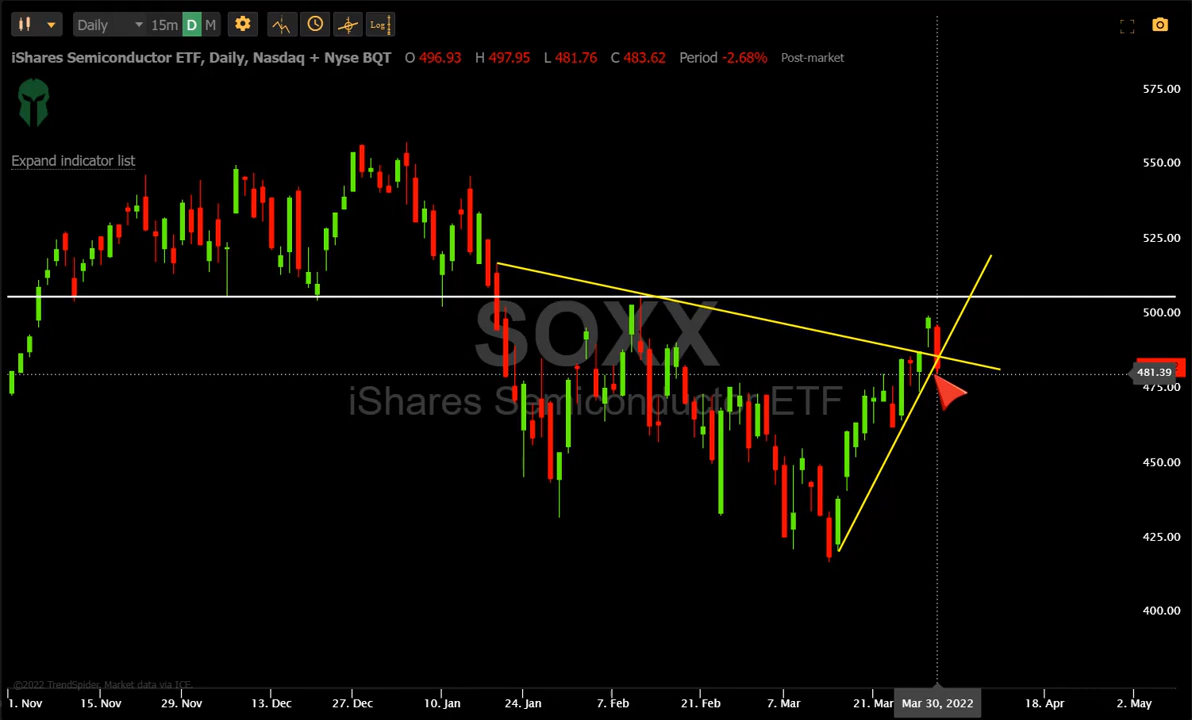 Daily 15m D M Log
iShares Semiconductor ETF, Daily, Nasdaq + Nyse BQT O 496.93 H 497.95 L 481.76 C 483.62 Period -2.68% Post-market
Expand indicator list
575.00
550.00
525.00
500.00
481.39
475.00
450.00
425.00
400.00
SOXX
iShares Semiconductor ETF
©2022 TrendSpider, Market data via ICE.
1. Nov 15. Nov 29. Nov 13. Dec 27. Dec 10. Jan 24. Jan 7. Feb 21. Feb 7. Mar 21. Mar Mar 30, 2022 18. Apr 2. May